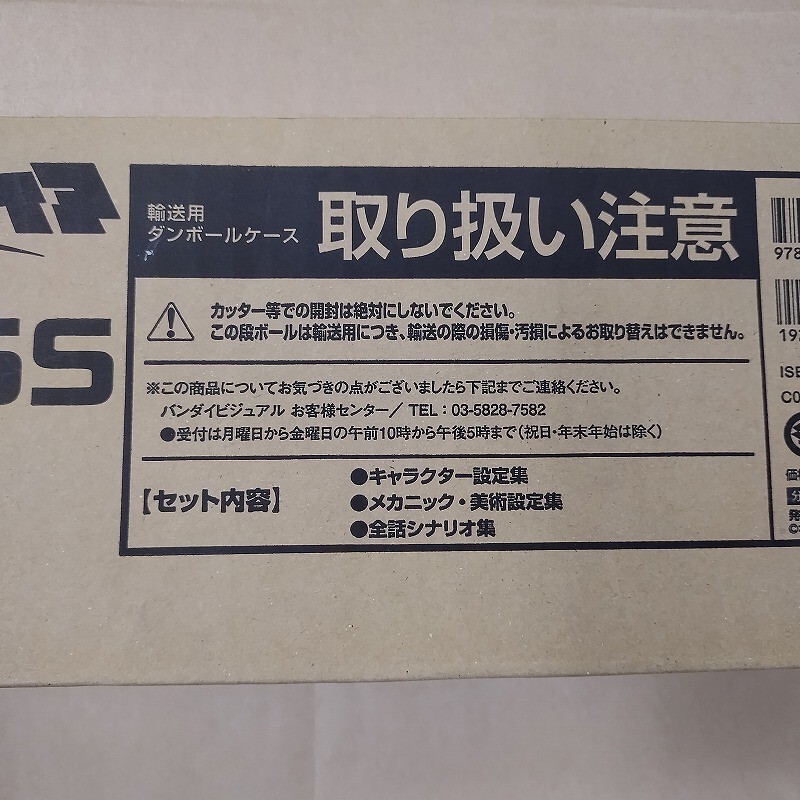 輸送用
ダンボールケース
取り扱い注意
カッター等での開封は絶対にしないでください。
この段ボールは輸送用につき、輸送の際の損傷・汚損によるお取り替えはできません。
※この商品についてお気づきの点がございましたら下記までご連絡ください。
バンダイビジュアル お客様センター／ TEL：03-5828-7582
●受付は月曜日から金曜日の午前10時から午後5時まで（祝日・年末年始は除く）
【セット内容】
●キャラクター設定集
●メカニック・美術設定集
●全話シナリオ集
SS
978
19
C0